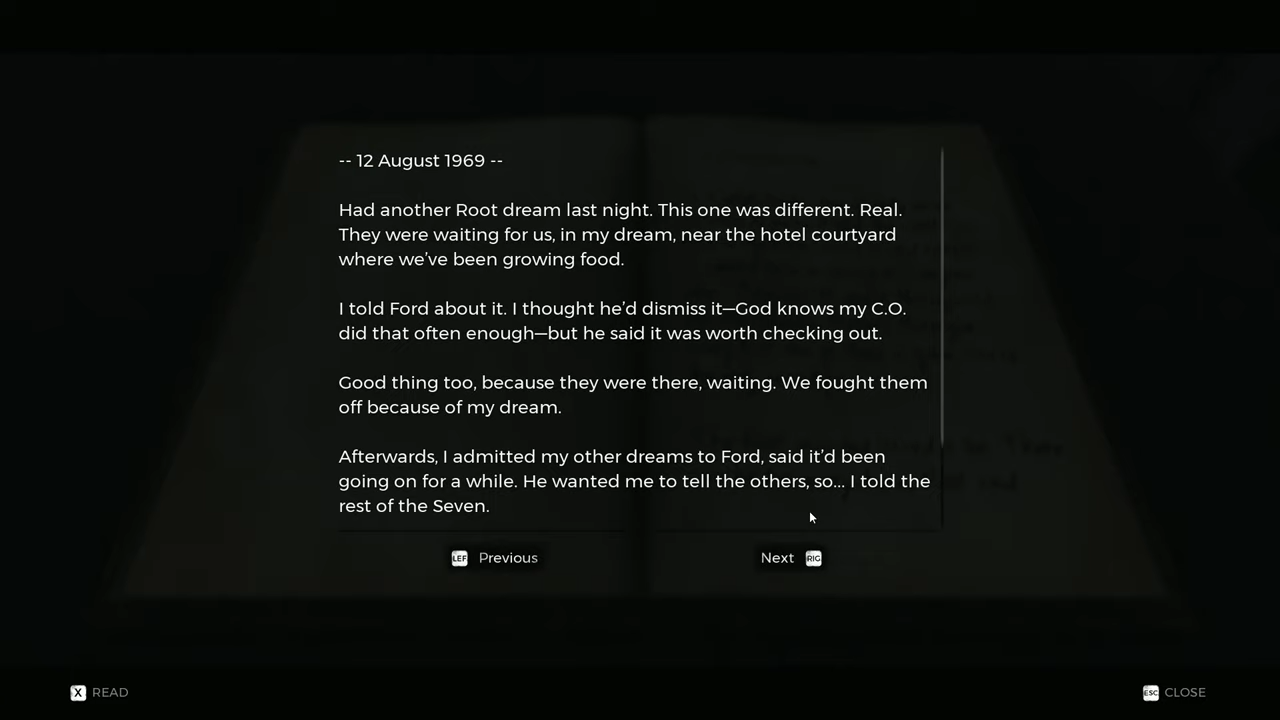 -- 12 August 1969 --
Had another Root dream last night. This one was different. Real.
They were waiting for us, in my dream, near the hotel courtyard
where we've been growing food.
I told Ford about it. I thought he'd dismiss it—God knows my C.O.
did that often enough—but he said it was worth checking out.
Good thing too, because they were there, waiting. We fought them
off because of my dream.
Afterwards, I admitted my other dreams to Ford, said it'd been
going on for a while. He wanted me to tell the others, so... I told the
rest of the Seven.
LEF Previous
Next RIG
X READ
ESC CLOSE